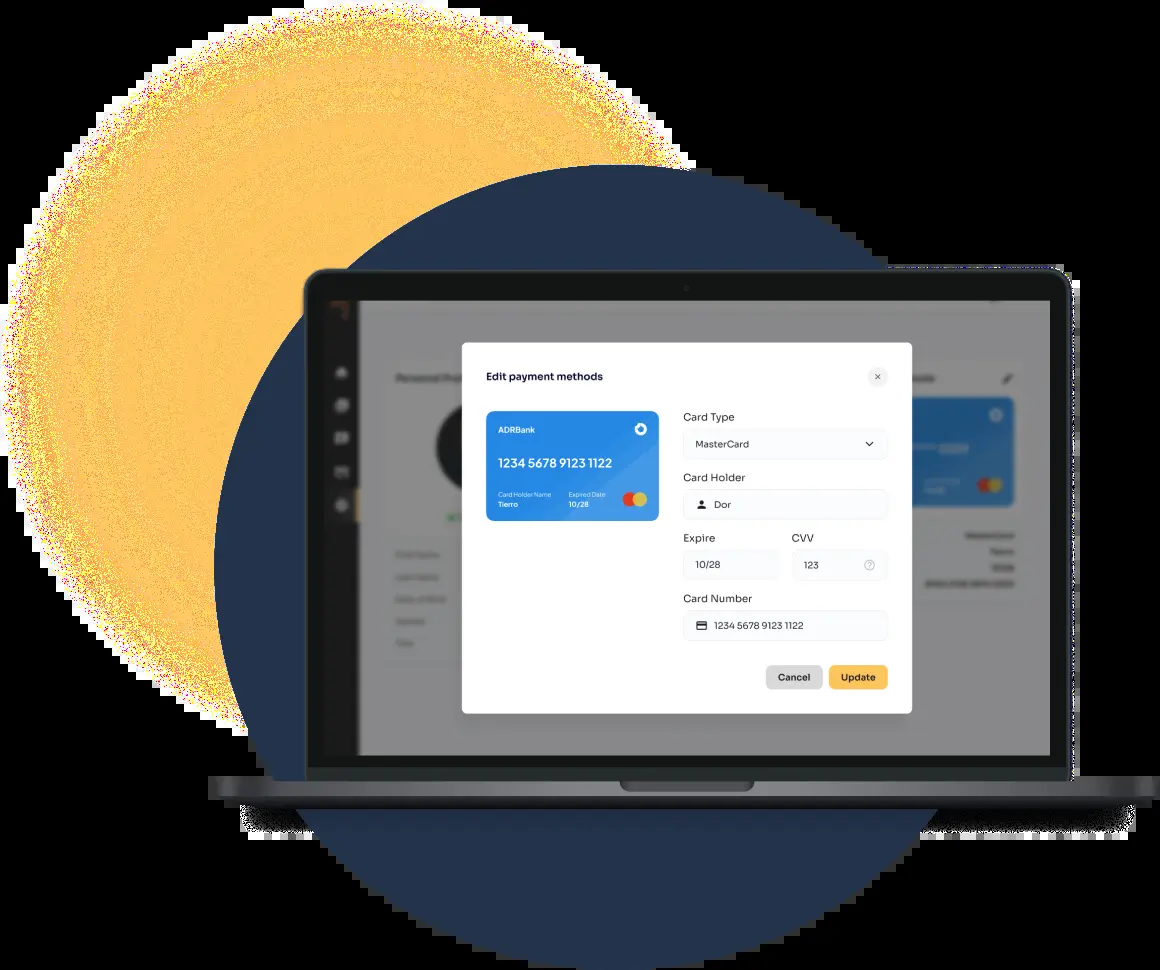 Edit payment methods
ADRBank
1234 5678 9123 1122
Card Holder Name
Expired Date
Tierro
10/28
Card Type
MasterCard
Card Holder
Dor
Expire
CVV
10/28
123
Card Number
1234 5678 9123 1122
Cancel
Update